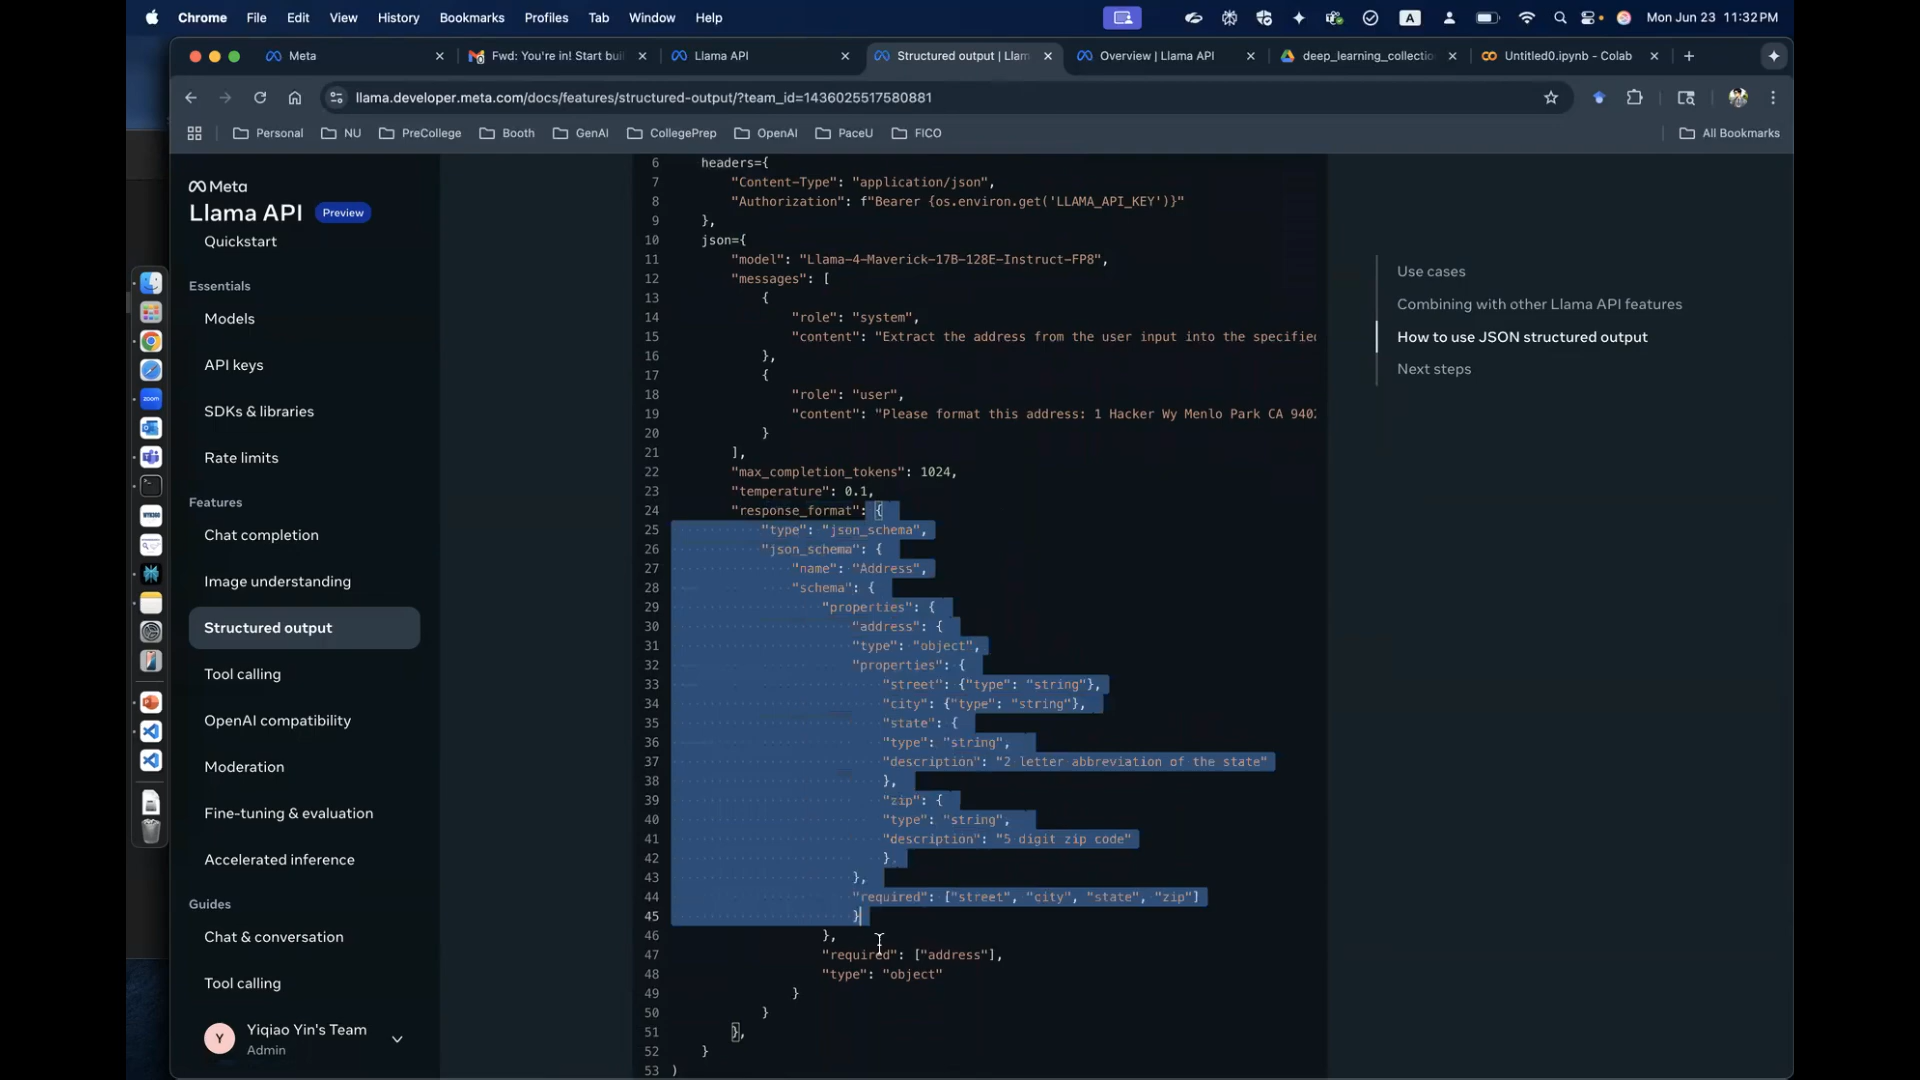 Chrome File Edit View History Bookmarks Profiles Tab Window Help A Mon Jun 23 11:32 PM
Meta Fwd: You're in! Start buil Llama API Structured output | Llam Overview | Llama API deep_learning_collectio Untitled0.ipynb - Colab
llama.developer.meta.com/docs/features/structured-output/?team_id=1436025517580881
Personal NU PreCollege Booth GenAI CollegePrep OpenAI PaceU FICO All Bookmarks
Meta
Llama API Preview
Quickstart
Essentials
Models
API keys
SDKs & libraries
Rate limits
Features
Chat completion
Image understanding
Structured output
Tool calling
OpenAI compatibility
Moderation
Fine-tuning & evaluation
Accelerated inference
Guides
Chat & conversation
Tool calling
Y Yiqiao Yin's Team
Admin
zoom
6 headers={
7 "Content-Type": "application/json",
8 "Authorization": f"Bearer {os.environ.get('LLAMA_API_KEY')}"
9 },
10 json={
11 "model": "Llama-4-Maverick-17B-128E-Instruct-FP8",
12 "messages": [
13 {
14 "role": "system",
15 "content": "Extract the address from the user input into the specified
16 },
17 {
18 "role": "user",
19 "content": "Please format this address: 1 Hacker Wy Menlo Park CA 9402
20 }
21 ],
22 "max_completion_tokens": 1024,
23 "temperature": 0.1,
24 "response_format": {
25 "type": "json_schema",
26 "json_schema": {
27 "name": "Address",
28 "schema": {
29 "properties": {
30 "address": {
31 "type": "object",
32 "properties": {
33 "street": {"type": "string"},
34 "city": {"type": "string"},
35 "state": {
36 "type": "string",
37 "description": "2 letter abbreviation of the state"
38 },
39 "zip": {
40 "type": "string",
41 "description": "5 digit zip code"
42 }
43 },
44 "required": ["street", "city", "state", "zip"]
45 }
46 },
47 "required": ["address"],
48 "type": "object"
49 }
50 }
51 },
52 }
53 )
Use cases
Combining with other Llama API features
How to use JSON structured output
Next steps